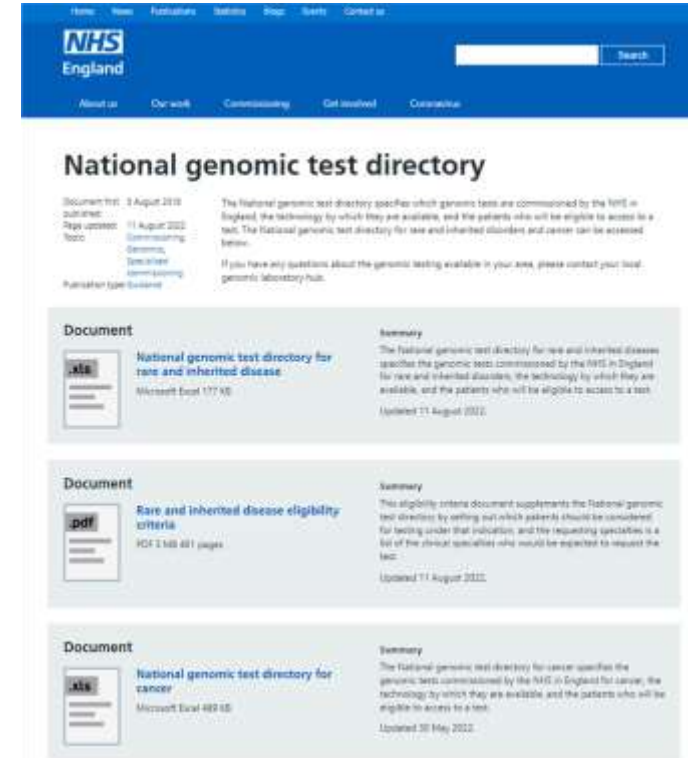 Home News Publications Statistics Blogs Events Contact us
NHS
England
Search
About us Our work Commissioning Get involved Coronavirus
National genomic test directory
Document first published: 3 August 2018
Page updated: 11 August 2022
Topic: Commissioning, Genomics, Specialised commissioning
Publication type: Guidance
The National genomic test directory specifies which genomic tests are commissioned by the NHS in
England, the technology by which they are available, and the patients who will be eligible to access to a
test. The National genomic test directory for rare and inherited disorders and cancer can be accessed
below.
If you have any questions about the genomic testing available in your area, please contact your local
genomic laboratory hub.
Document
.xls
National genomic test directory for
rare and inherited disease
Microsoft Excel 177 KB
Summary
The National genomic test directory for rare and inherited diseases
specifies the genomic tests commissioned by the NHS in England
for rare and inherited disorders, the technology by which they are
available, and the patients who will be eligible to access to a test.
Updated 11 August 2022.
Document
.pdf
Rare and inherited disease eligibility
criteria
PDF MB pages
Summary
This eligibility criteria document supplements the National genomic
test directory by setting out which patients should be considered
for testing under that indication, and the requesting specialties is a
list of the clinical specialties who would be expected to request the
test.
Updated 11 August 2022.
Document
.xls
National genomic test directory for
cancer
Microsoft Excel KB
Summary
The National genomic test directory for cancer specifies the
genomic tests commissioned by the NHS in England for cancer, the
technology by which they are available, and the patients who will be
eligible to access to a test.
Updated 30 May 2022.